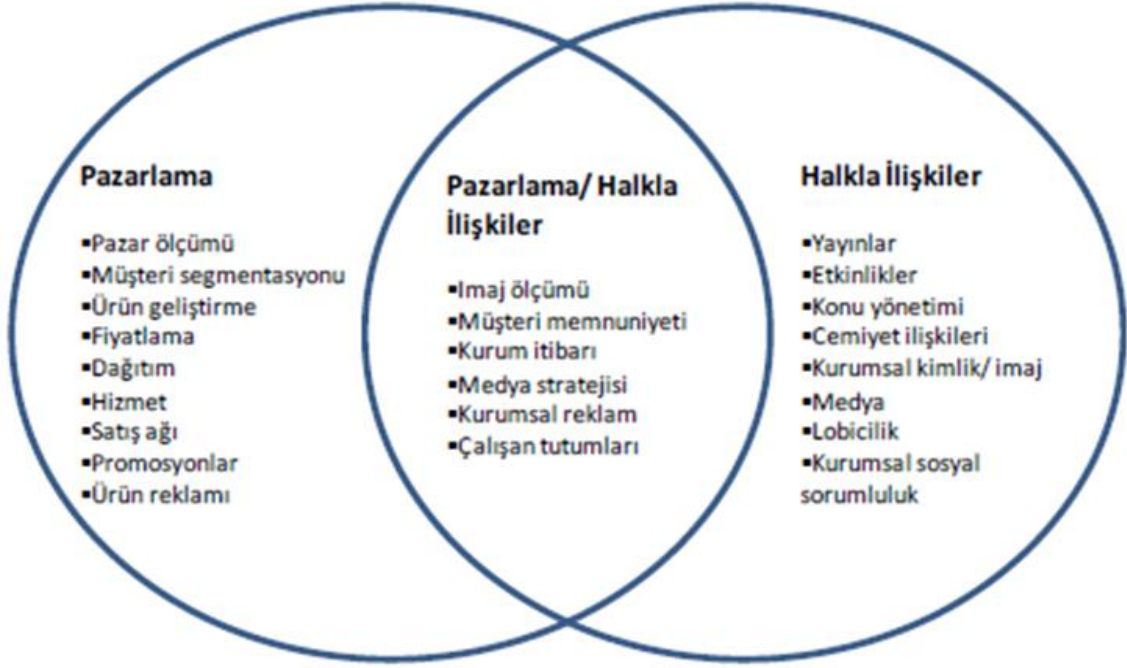 Pazarlama
▪Pazar ölçümü
▪Müşteri segmentasyonu
▪Ürün geliştirme
▪Fiyatlama
▪Dağıtım
▪Hizmet
▪Satış ağı
▪Promosyonlar
▪Ürün reklamı
Pazarlama/ Halkla
İlişkiler
▪Imaj ölçümü
▪Müşteri memnuniyeti
▪Kurum itibarı
▪Medya stratejisi
▪Kurumsal reklam
▪Çalışan tutumları
Halkla İlişkiler
▪Yayınlar
▪Etkinlikler
▪Konu yönetimi
▪Cemiyet ilişkileri
▪Kurumsal kimlik/ imaj
▪Medya
▪Lobicilik
▪Kurumsal sosyal
sorumluluk